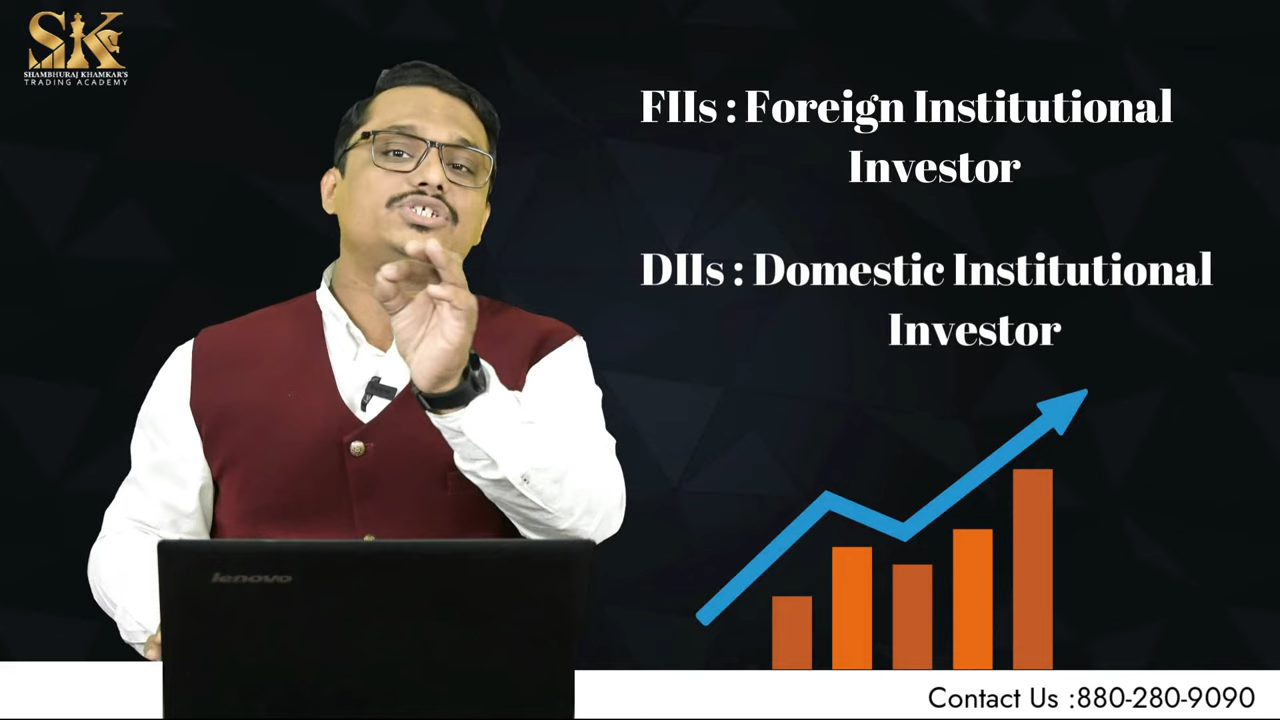 SK
SHAMBHURAJ KHAMKAR'S
TRADING ACADEMY
FIIs : Foreign Institutional
Investor
DIIs : Domestic Institutional
Investor
lenovo
Contact Us :880-280-9090